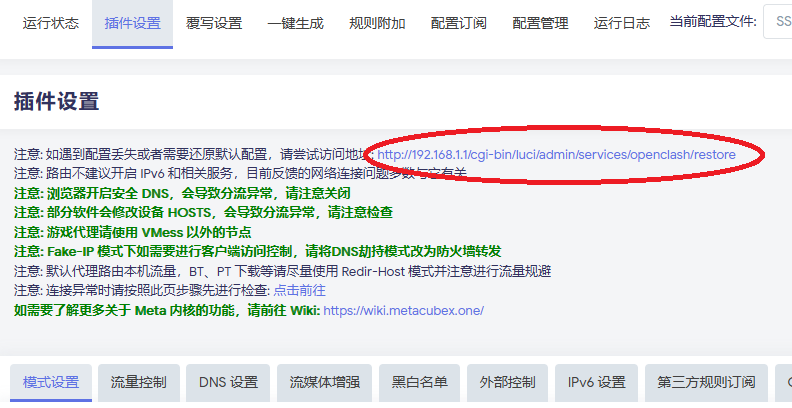 运行状态 插件设置 覆写设置 一键生成 规则附加 配置订阅 配置管理 运行日志 当前配置文件: SS
插件设置
注意: 如遇到配置丢失或者需要还原默认配置，请尝试访问地址: http://192.168.1.1/cgi-bin/luci/admin/services/openclash/restore
注意: 路由不建议开启 IPv6 和相关服务，目前反馈的网络连接问题多数与它有关
注意: 浏览器开启安全 DNS，会导致分流异常，请注意关闭
注意: 部分软件会修改设备 HOSTS，会导致分流异常，请注意检查
注意: 游戏代理请使用 VMess 以外的节点
注意: Fake-IP 模式下如需要进行客户端访问控制，请将DNS劫持模式改为防火墙转发
注意: 默认代理路由本机流量，BT、PT 下载等请尽量使用 Redir-Host 模式并注意进行流量规避
注意: 连接异常时请按照此页步骤先进行检查: 点击前往
如需要了解更多关于 Meta 内核的功能，请前往 Wiki: https://wiki.metacubex.one/
模式设置 流量控制 DNS 设置 流媒体增强 黑白名单 外部控制 IPv6 设置 第三方规则订阅